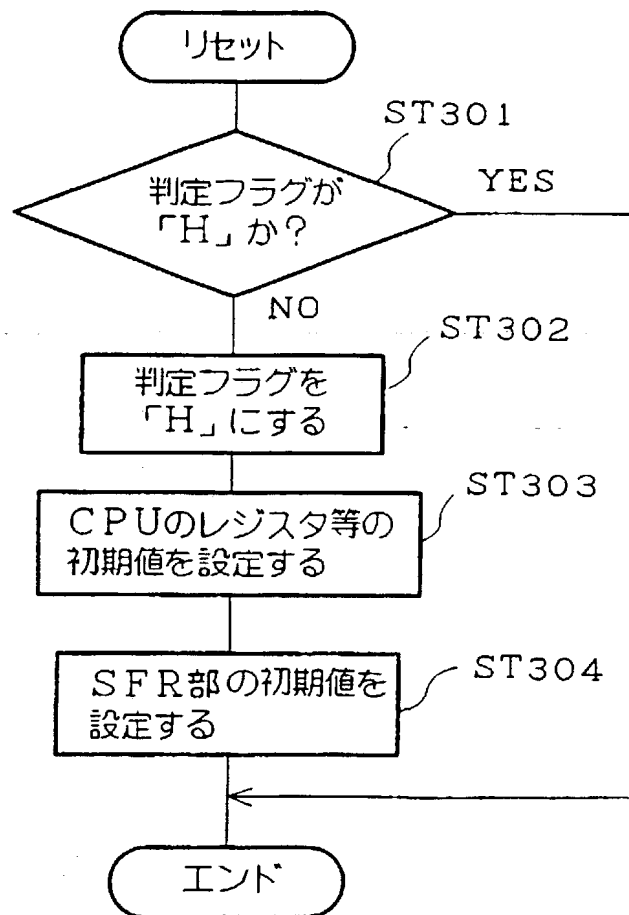 リセット
ST301
判定フラグが
「H」か?
YES
NO
ST302
判定フラグを
「H」にする
ST303
CPUのレジスタ等の
初期値を設定する
ST304
SFR部の初期値を
設定する
エンド